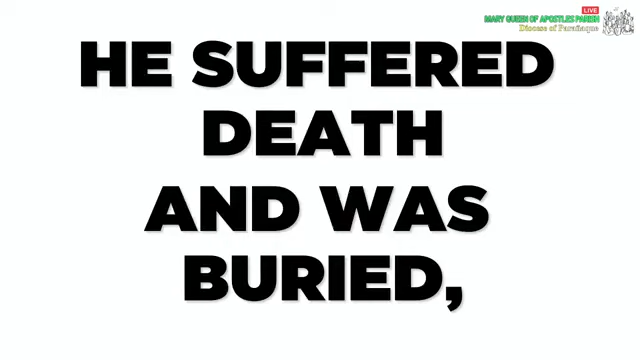 LIVE
MARY QUEEN OF APOSTLES PARISH
Diocese of Parañaque
HE SUFFERED
DEATH
AND WAS
BURIED,